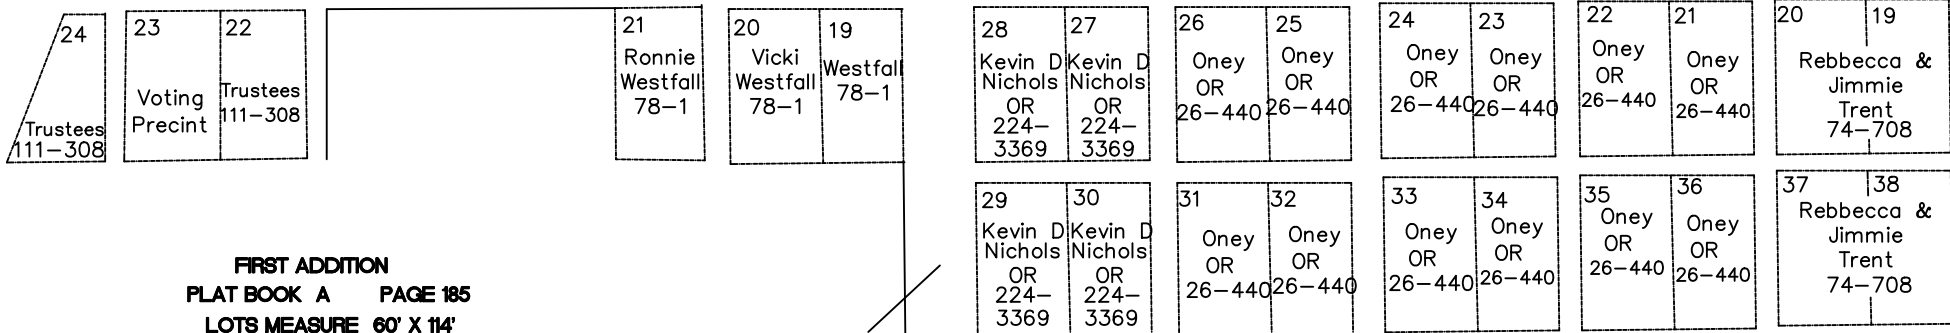 24
Trustees
111-308
23
Voting
Precint
22
Trustees
111-308
21
Ronnie
Westfall
78-1
20
Vicki
Westfall
78-1
19
Westfall
78-1
28
Kevin D
Nichols
OR
224-
3369
27
Kevin D
Nichols
OR
224-
3369
26
Oney
OR
26-440
25
Oney
OR
26-440
24
Oney
OR
26-440
23
Oney
OR
26-440
22
Oney
OR
26-440
21
Oney
OR
26-440
20 19
Rebbecca &
Jimmie
Trent
74-708
29
Kevin D
Nichols
OR
224-
3369
30
Kevin D
Nichols
OR
224-
3369
31
Oney
OR
26-440
32
Oney
OR
26-440
33
Oney
OR
26-440
34
Oney
OR
26-440
35
Oney
OR
26-440
36
Oney
OR
26-440
37 38
Rebbecca &
Jimmie
Trent
74-708
FIRST ADDITION
PLAT BOOK A PAGE 185
LOTS MEASURE 60' X 114'